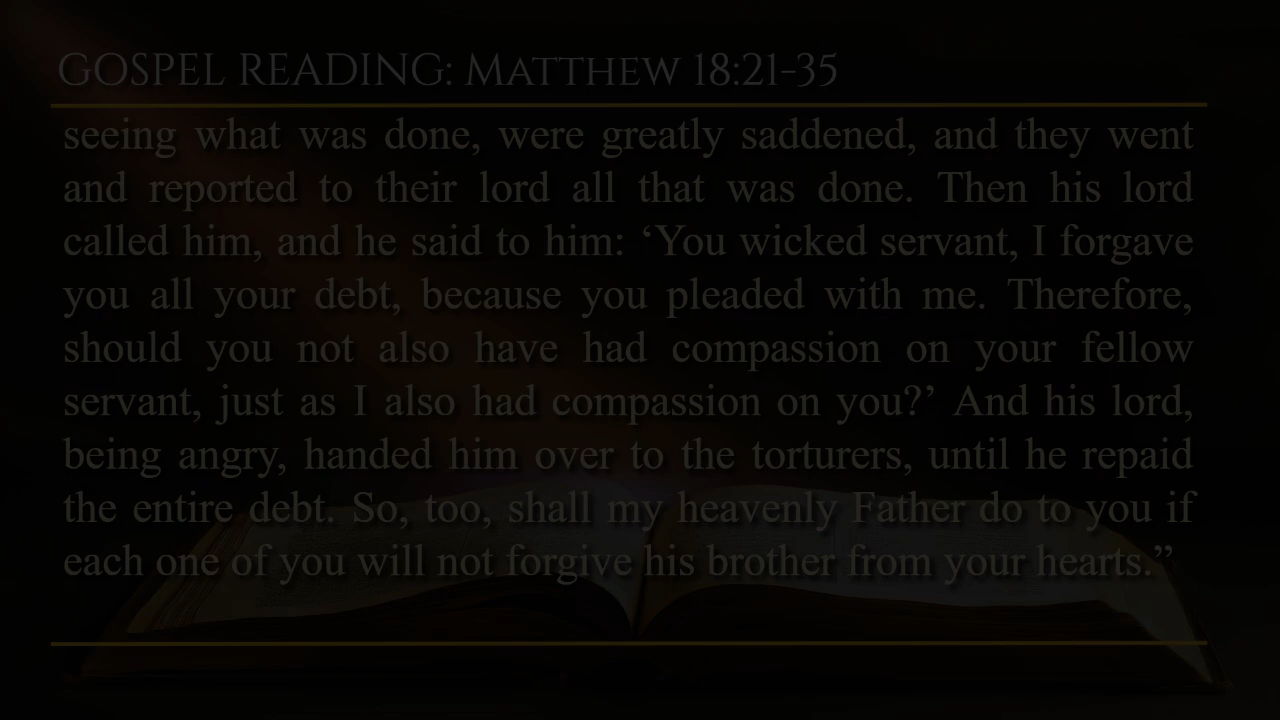 GOSPEL READING: MATTHEW 18:21-35
seeing what was done, were greatly saddened, and they went
and reported to their lord all that was done. Then his lord
called him, and he said to him: ‘You wicked servant, I forgave
you all your debt, because you pleaded with me. Therefore,
should you not also have had compassion on your fellow
servant, just as I also had compassion on you?’ And his lord,
being angry, handed him over to the torturers, until he repaid
the entire debt. So, too, shall my heavenly Father do to you if
each one of you will not forgive his brother from your hearts.”